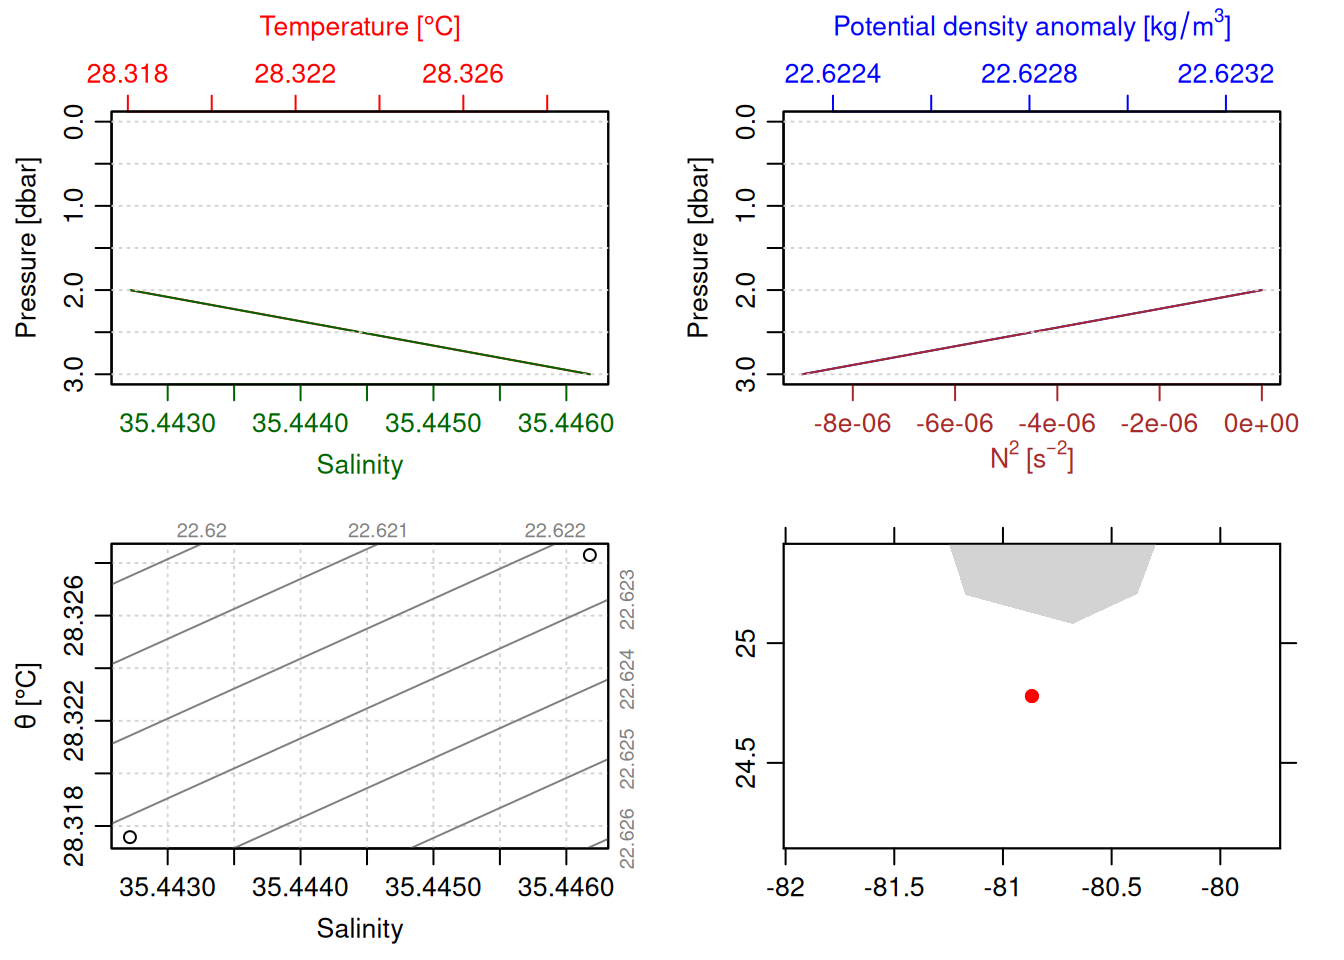 Temperature [°C]
28.318 28.322 28.326
Pressure [dbar]
0.0 1.0 2.0 3.0
35.4430 35.4440 35.4450 35.4460
Salinity
Potential density anomaly [kg/m³]
22.6224 22.6228 22.6232
Pressure [dbar]
0.0 1.0 2.0 3.0
-8e-06 -6e-06 -4e-06 -2e-06 0e+00
N² [s⁻²]
22.62 22.621 22.622
22.623
22.624
22.625
22.626
θ [°C]
28.318 28.322 28.326
35.4430 35.4440 35.4450 35.4460
Salinity
25
24.5
-82 -81.5 -81 -80.5 -80